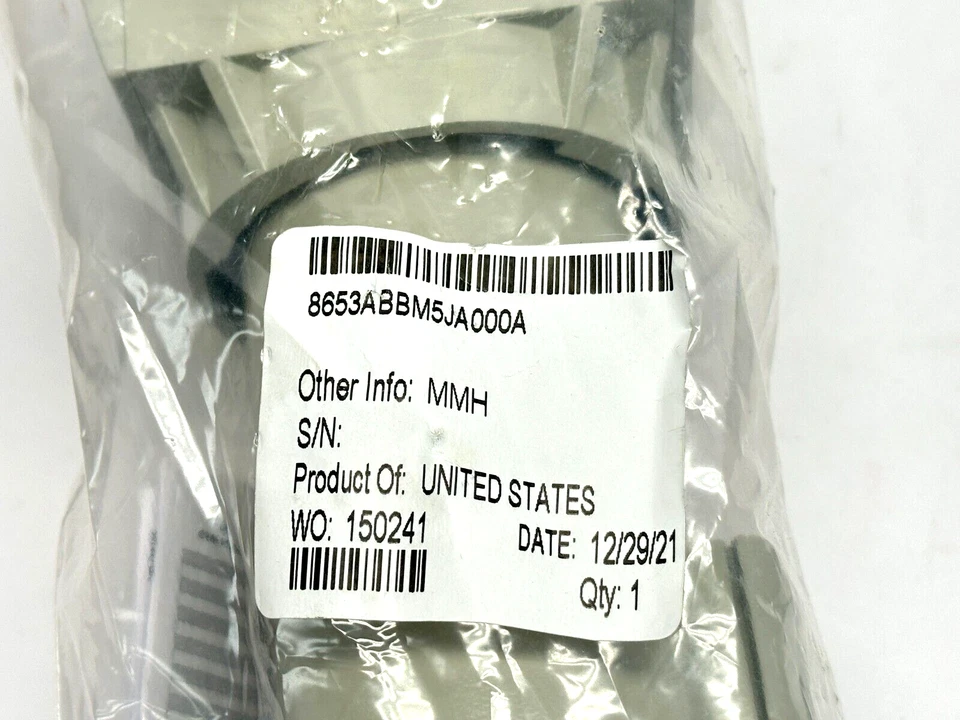 8653ABBM5JA000A
Other Info: MMH
S/N:
Product Of: UNITED STATES
WO: 150241 DATE: 12/29/21
Qty: 1